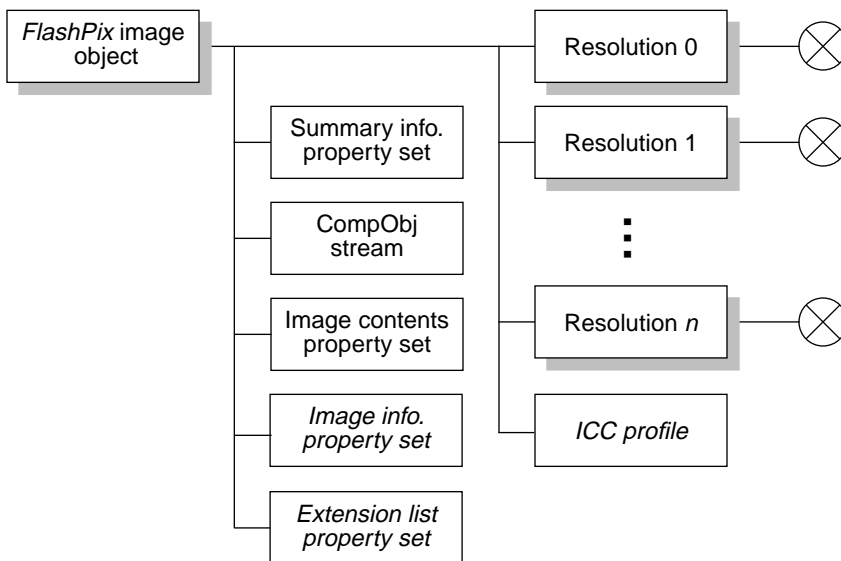 FlashPix image
object
Resolution 0
Summary info.
property set
Resolution 1
CompObj
stream
Image contents
property set
Resolution n
Image info.
property set
ICC profile
Extension list
property set